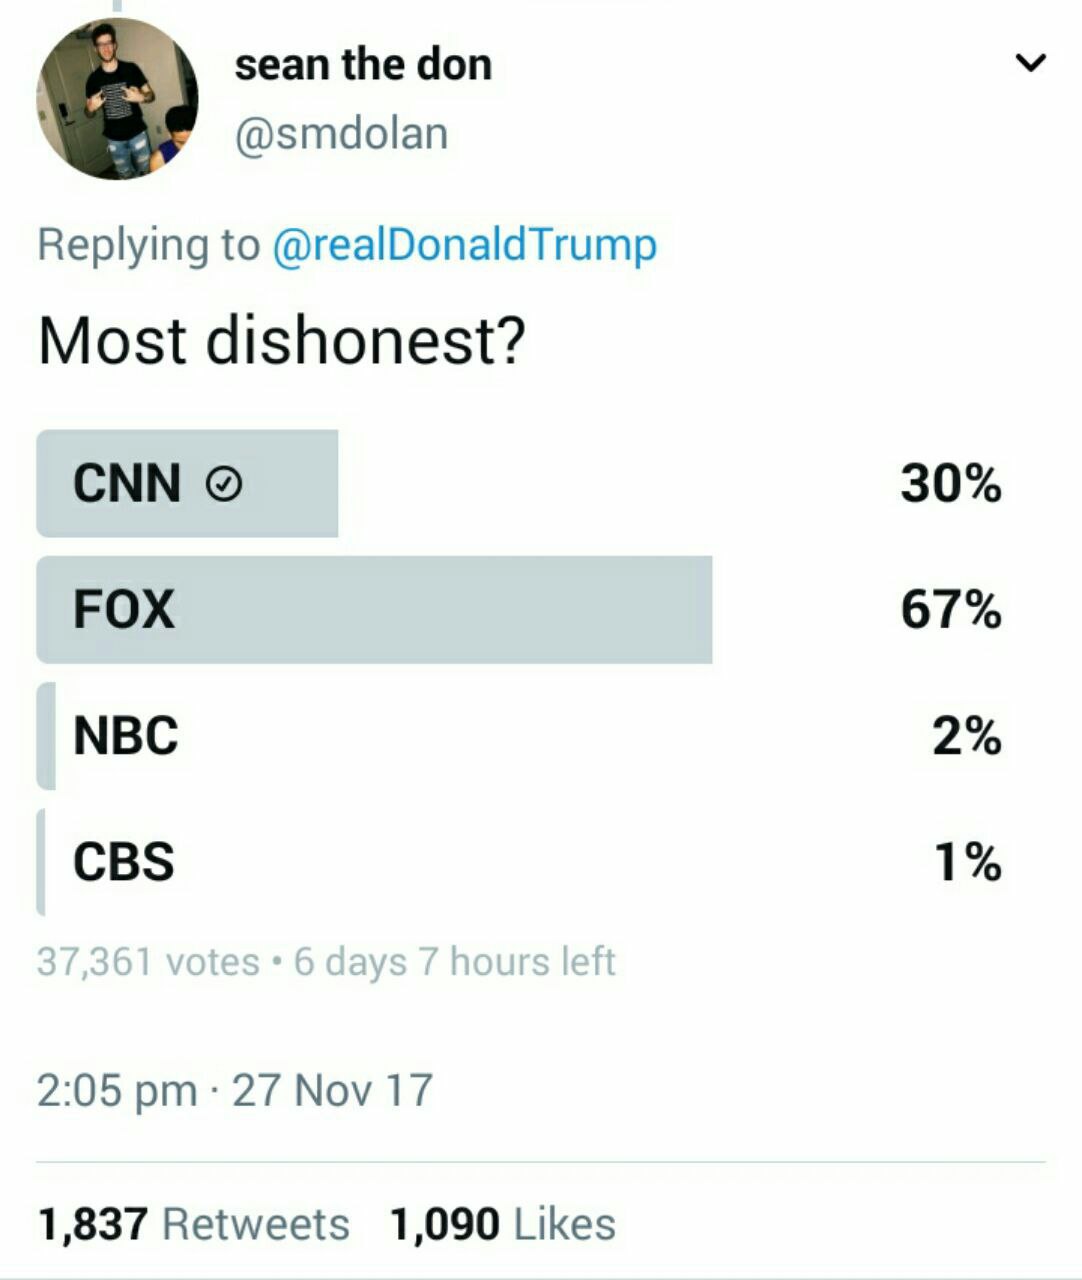 sean the don
@smdolan
Replying to @realDonaldTrump
Most dishonest?
CNN 30%
FOX 67%
NBC 2%
CBS 1%
37,361 votes • 6 days 7 hours left
2:05 pm · 27 Nov 17
1,837 Retweets 1,090 Likes